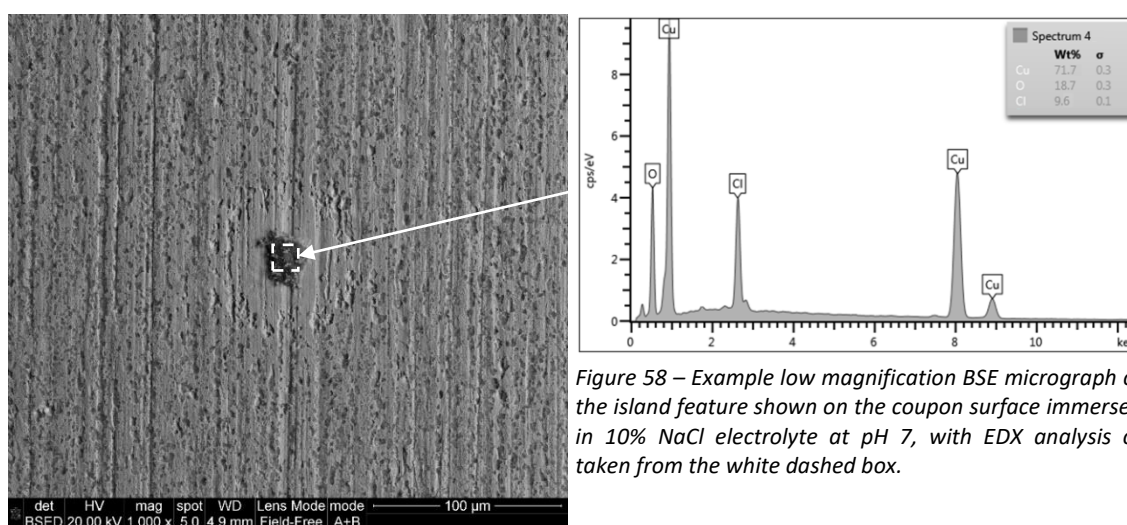 Spectrum 4
Wt% σ
Cu 71.7 0.3
O 18.7 0.3
Cl 9.6 0.1
Cu
O
Cl
Cu
Cu
cps/eV
8
6
4
2
0
0 2 4 6 8 10
Figure 58 – Example low magnification BSE micrograph
the island feature shown on the coupon surface
in 10% NaCl electrolyte at pH 7, with EDX analysis
taken from the white dashed box.
det HV mag spot WD Lens Mode mode 100 µm
BSED 20.00 kV 1 000 x 5.0 4.9 mm Field-Free A+B